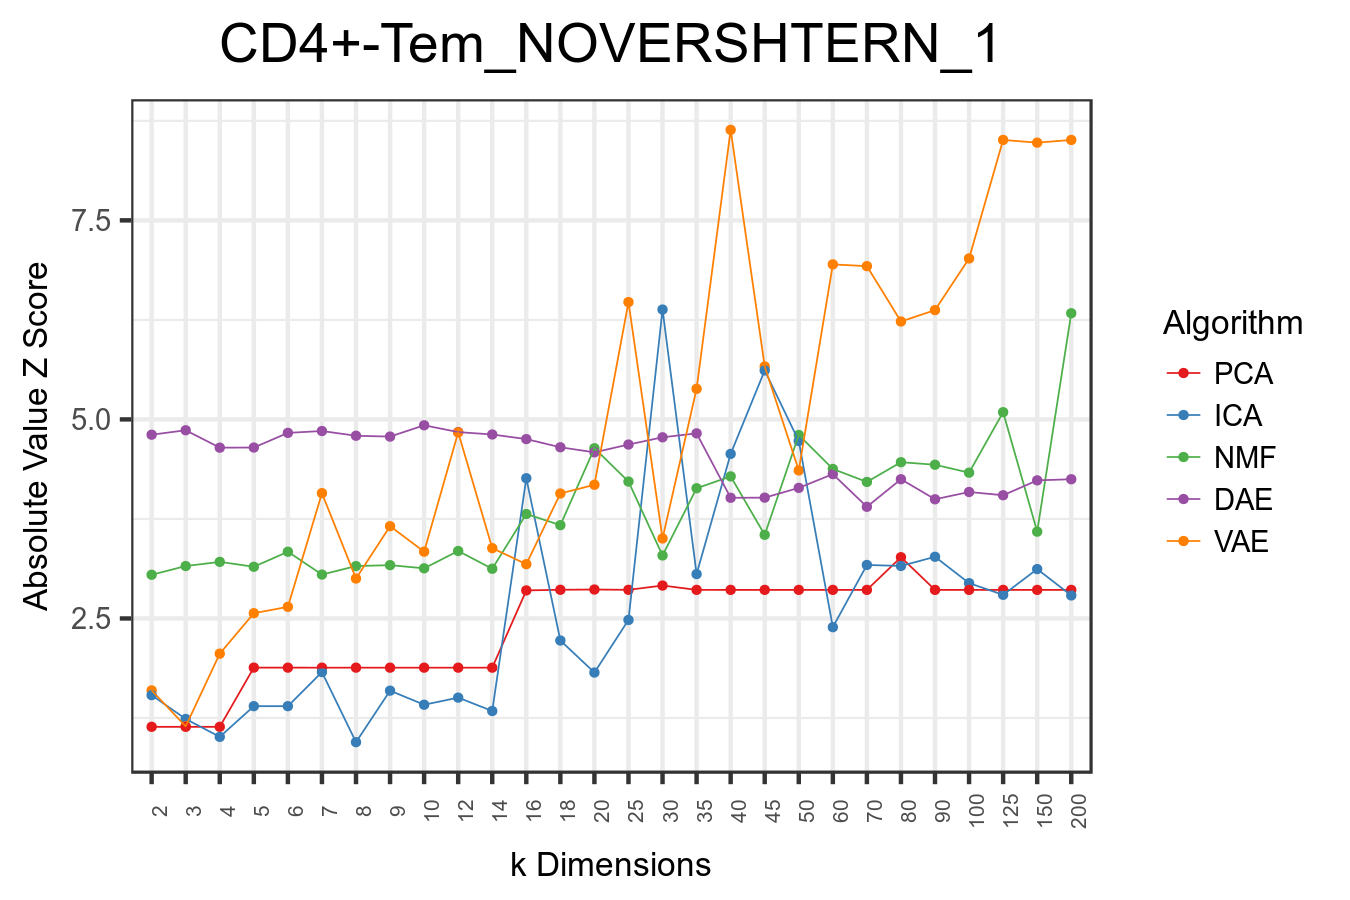 CD4+-Tem_NOVERSHTERN_1
Absolute Value Z Score
7.5
5.0
2.5
2 3 4 5 6 7 8 9 10 12 14 16 18 20 25 30 35 40 45 50 60 70 80 90 100 125 150 200
k Dimensions
Algorithm
PCA
ICA
NMF
DAE
VAE